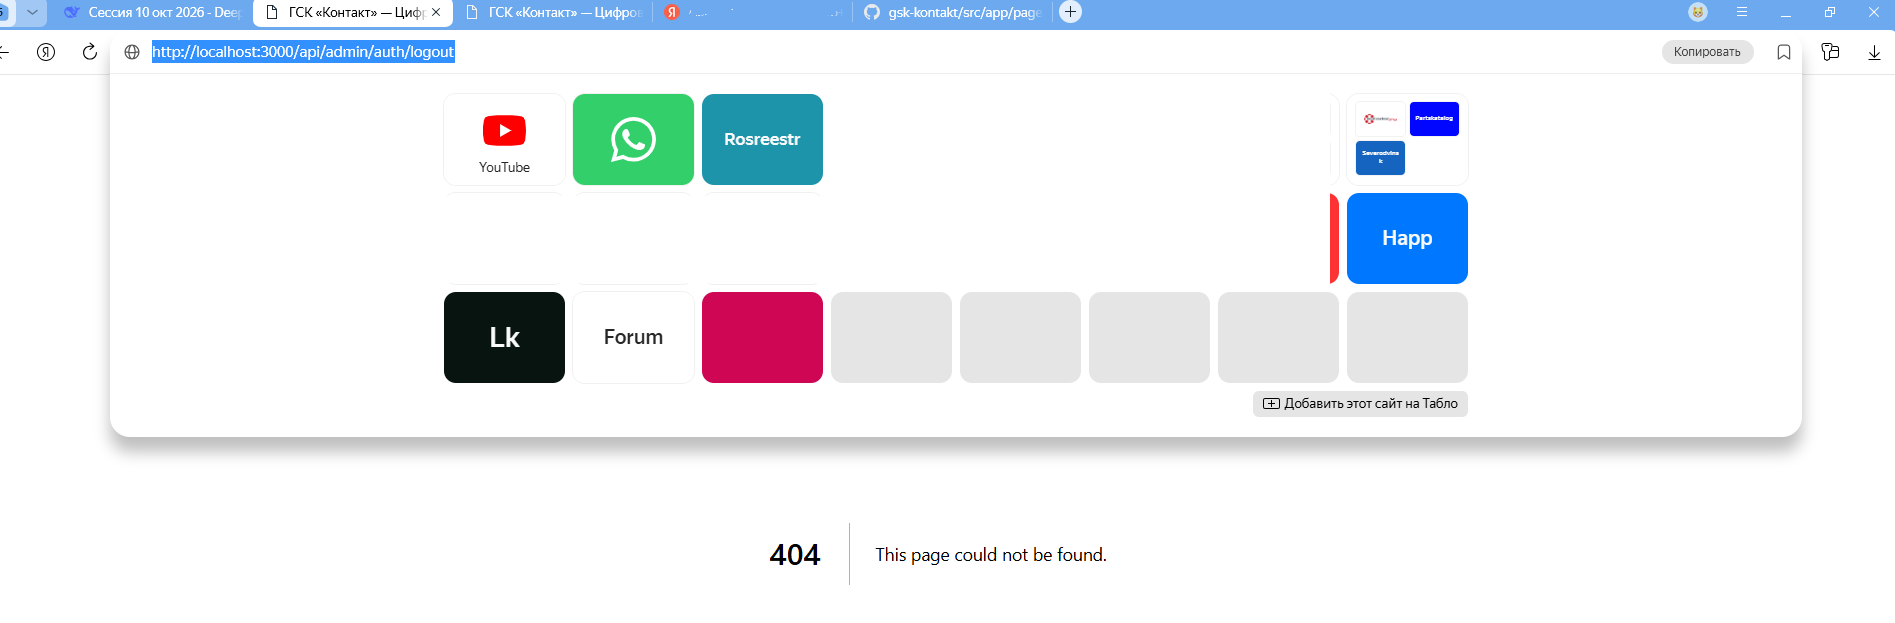 Сессия 10 окт 2026 - Deep
ГСК «Контакт» — Цифр
ГСК «Контакт» — Цифров
gsk-kontakt/src/app/page
http://localhost:3000/api/admin/auth/logout
Копировать
YouTube
Rosreestr
Partskatalog
Severodvins
k
Happ
Lk
Forum
Добавить этот сайт на Табло
404
This page could not be found.